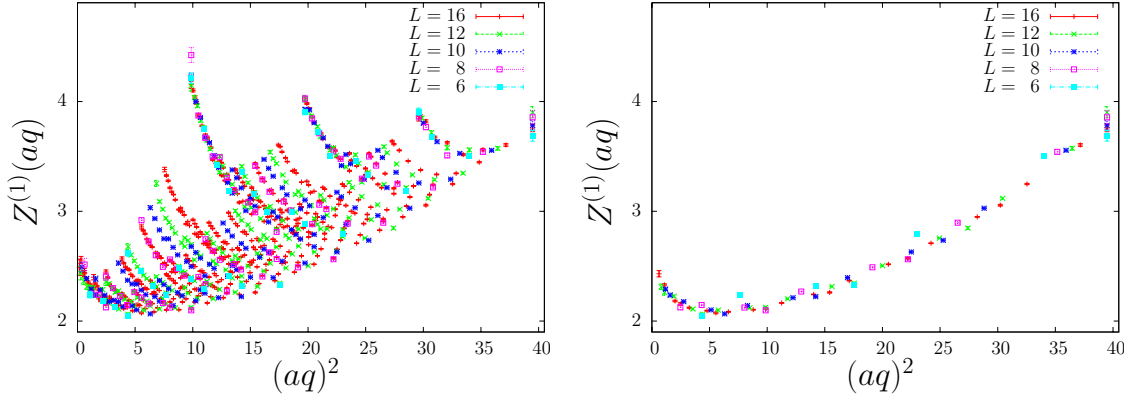 Z^{(1)}(aq)
4
3
2
0 5 10 15 20 25 30 35 40
(aq)^2
L = 16
L = 12
L = 10
L = 8
L = 6
Z^{(1)}(aq)
4
3
2
0 5 10 15 20 25 30 35 40
(aq)^2
L = 16
L = 12
L = 10
L = 8
L = 6